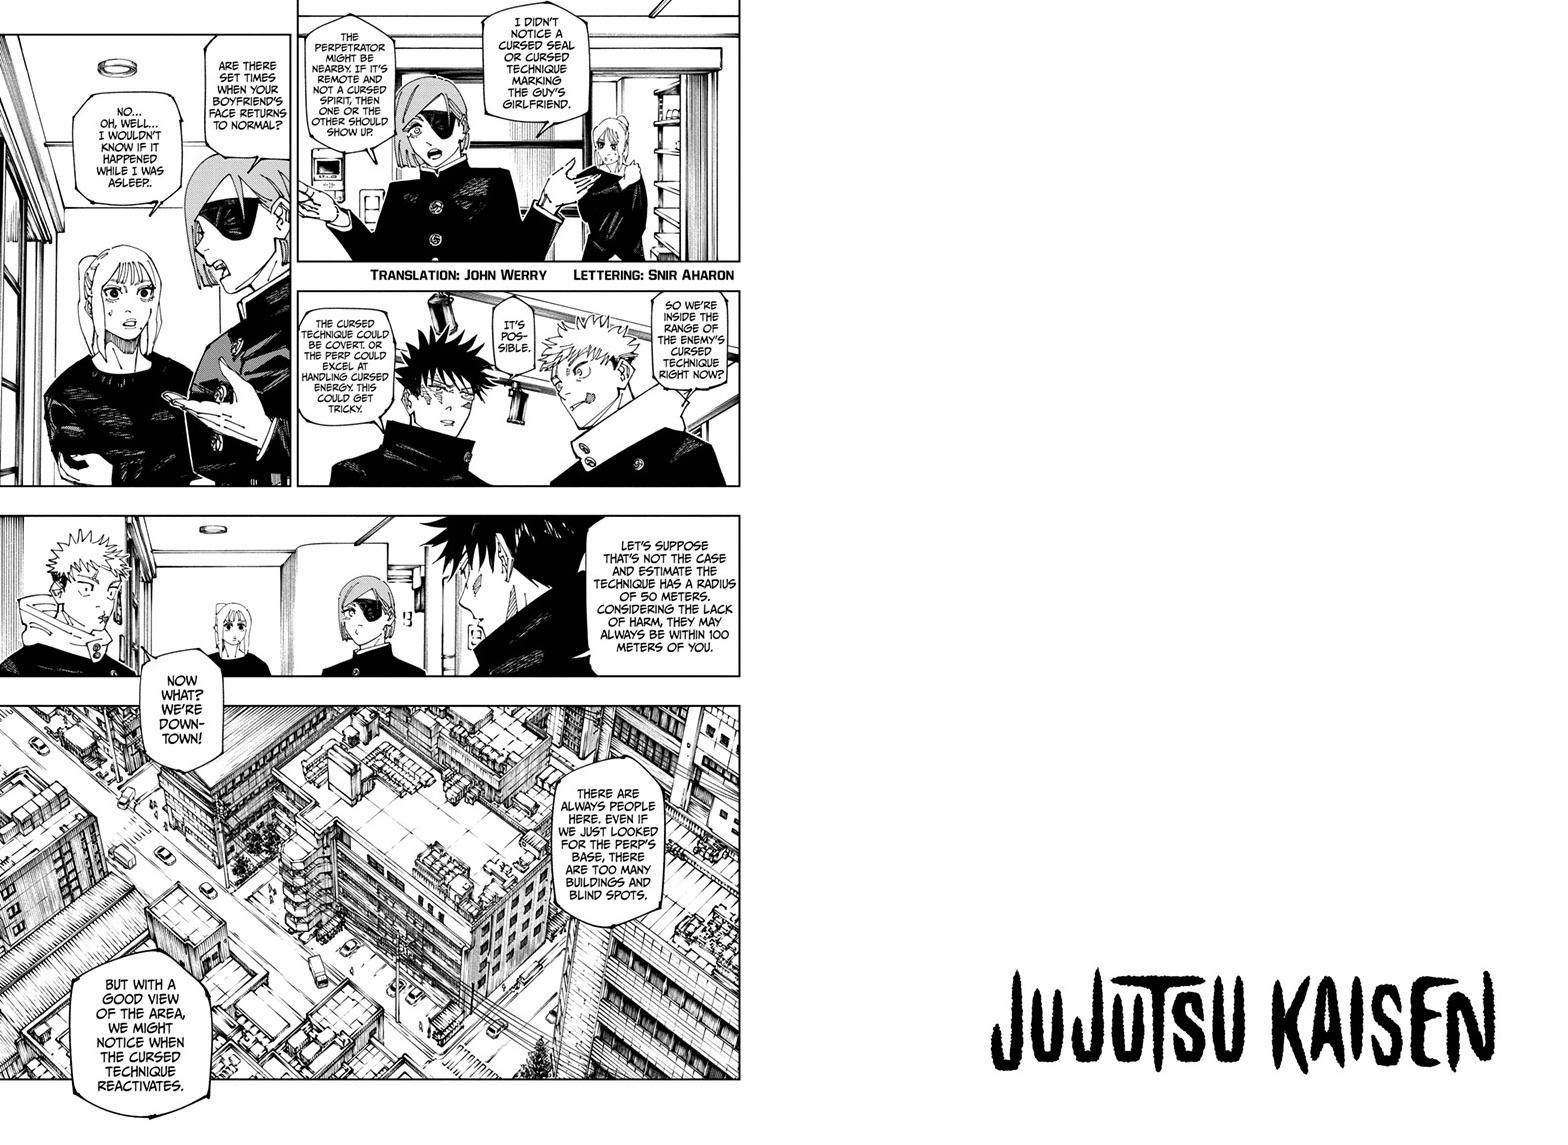 JUJUTSU KAISEN
I DIDN'T
NOTICE A
CURSED SEAL
OR CURSED
TECHNIQUE
MARKING
THE GUY'S
GIRLFRIEND.
THE
PERPETRATOR
MIGHT BE
NEARBY. IF IT'S
REMOTE AND
NOT A CURSED
SPIRIT, THEN
ONE OR THE
OTHER SHOULD
SHOW UP.
TRANSLATION: JOHN WERRY LETTERING: SNIR AHARON
SO WE'RE
INSIDE THE
RANGE OF
THE ENEMY'S
CURSED
TECHNIQUE
RIGHT NOW?
IT'S
POS-
SIBLE.
THE CURSED
TECHNIQUE COULD
BE COVERT. OR
THE PERP COULD
EXCEL AT
HANDLING CURSED
ENERGY. THIS
COULD GET
TRICKY.
ARE THERE
SET TIMES
WHEN YOUR
BOYFRIEND'S
FACE RETURNS
TO NORMAL?
NO...
OH, WELL...
I WOULDN'T
KNOW IF IT
HAPPENED
WHILE I WAS
ASLEEP..
LET'S SUPPOSE
THAT'S NOT THE CASE
AND ESTIMATE THE
TECHNIQUE HAS A RADIUS
OF 50 METERS.
CONSIDERING THE LACK
OF HARM, THEY MAY
ALWAYS BE WITHIN 100
METERS OF YOU.
NOW
WHAT?
WE'RE
DOWN-
TOWN!
THERE ARE
ALWAYS PEOPLE
HERE. EVEN IF
WE JUST LOOKED
FOR THE PERP'S
BASE, THERE
ARE TOO MANY
BUILDINGS AND
BLIND SPOTS.
BUT WITH A
GOOD VIEW
OF THE AREA,
WE MIGHT
NOTICE WHEN
THE CURSED
TECHNIQUE
REACTIVATES.